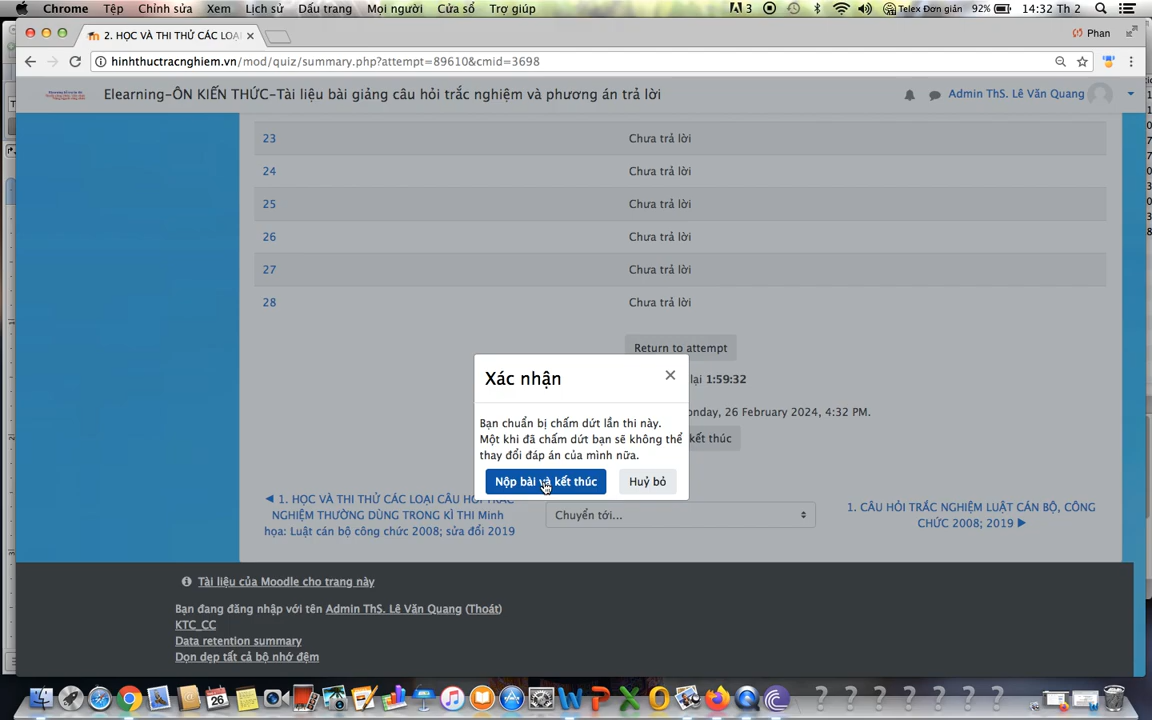 Chrome Tệp Chỉnh sửa Xem Lịch sử Dấu trang Mọi người Cửa sổ Trợ giúp 3 Telex Đơn giản 92% 14:32 Th 2
2. HỌC VÀ THI THỬ CÁC LOẠ
Phan
hinhthuctracnghiem.vn/mod/quiz/summary.php?attempt=89610&cmid=3698
Elearning-ÔN KIẾN THỨC-Tài liệu bài giảng câu hỏi trắc nghiệm và phương án trả lời
Admin ThS. Lê Văn Quang
23 Chưa trả lời
24 Chưa trả lời
25 Chưa trả lời
26 Chưa trả lời
27 Chưa trả lời
28 Chưa trả lời
Return to attempt
Xác nhận
lại 1:59:32
onday, 26 February 2024, 4:32 PM.
Bạn chuẩn bị chấm dứt lần thi này.
Một khi đã chấm dứt bạn sẽ không thể
thay đổi đáp án của mình nữa.
kết thúc
Nộp bài và kết thúc
Huỷ bỏ
◄ 1. HỌC VÀ THI THỬ CÁC LOẠI CÂU HỎI TRẮC
NGHIỆM THƯỜNG DÙNG TRONG KÌ THI Minh
họa: Luật cán bộ công chức 2008; sửa đổi 2019
Chuyển tới...
1. CÂU HỎI TRẮC NGHIỆM LUẬT CÁN BỘ, CÔNG
CHỨC 2008; 2019 ►
Tài liệu của Moodle cho trang này
Bạn đang đăng nhập với tên Admin ThS. Lê Văn Quang (Thoát)
KTC_CC
Data retention summary
Dọn dẹp tất cả bộ nhớ đệm